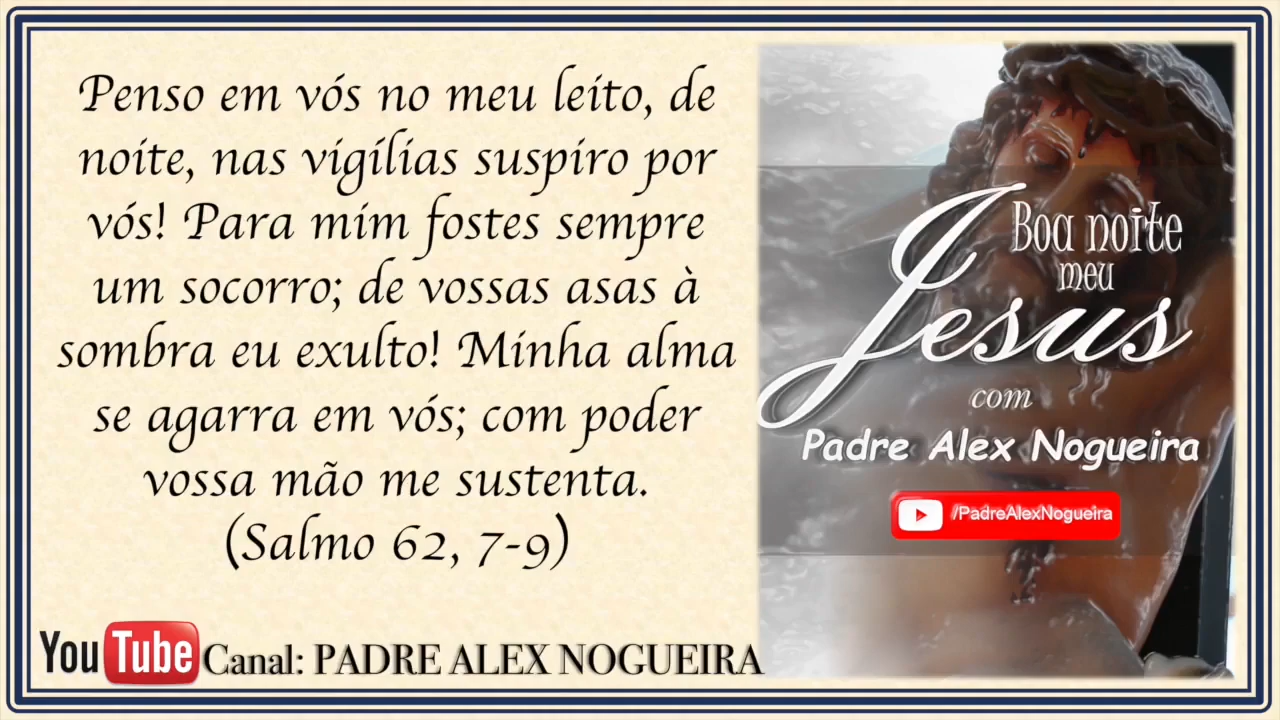 Penso em vós no meu leito, de
noite, nas vigílias suspiro por
vós! Para mim fostes sempre
um socorro; de vossas asas à
sombra eu exulto! Minha alma
se agarra em vós; com poder
vossa mão me sustenta.
(Salmo 62, 7-9)
YouTube Canal: PADRE ALEX NOGUEIRA
Boa noite
meu
Jesus
com
Padre Alex Nogueira
/PadreAlexNogueira